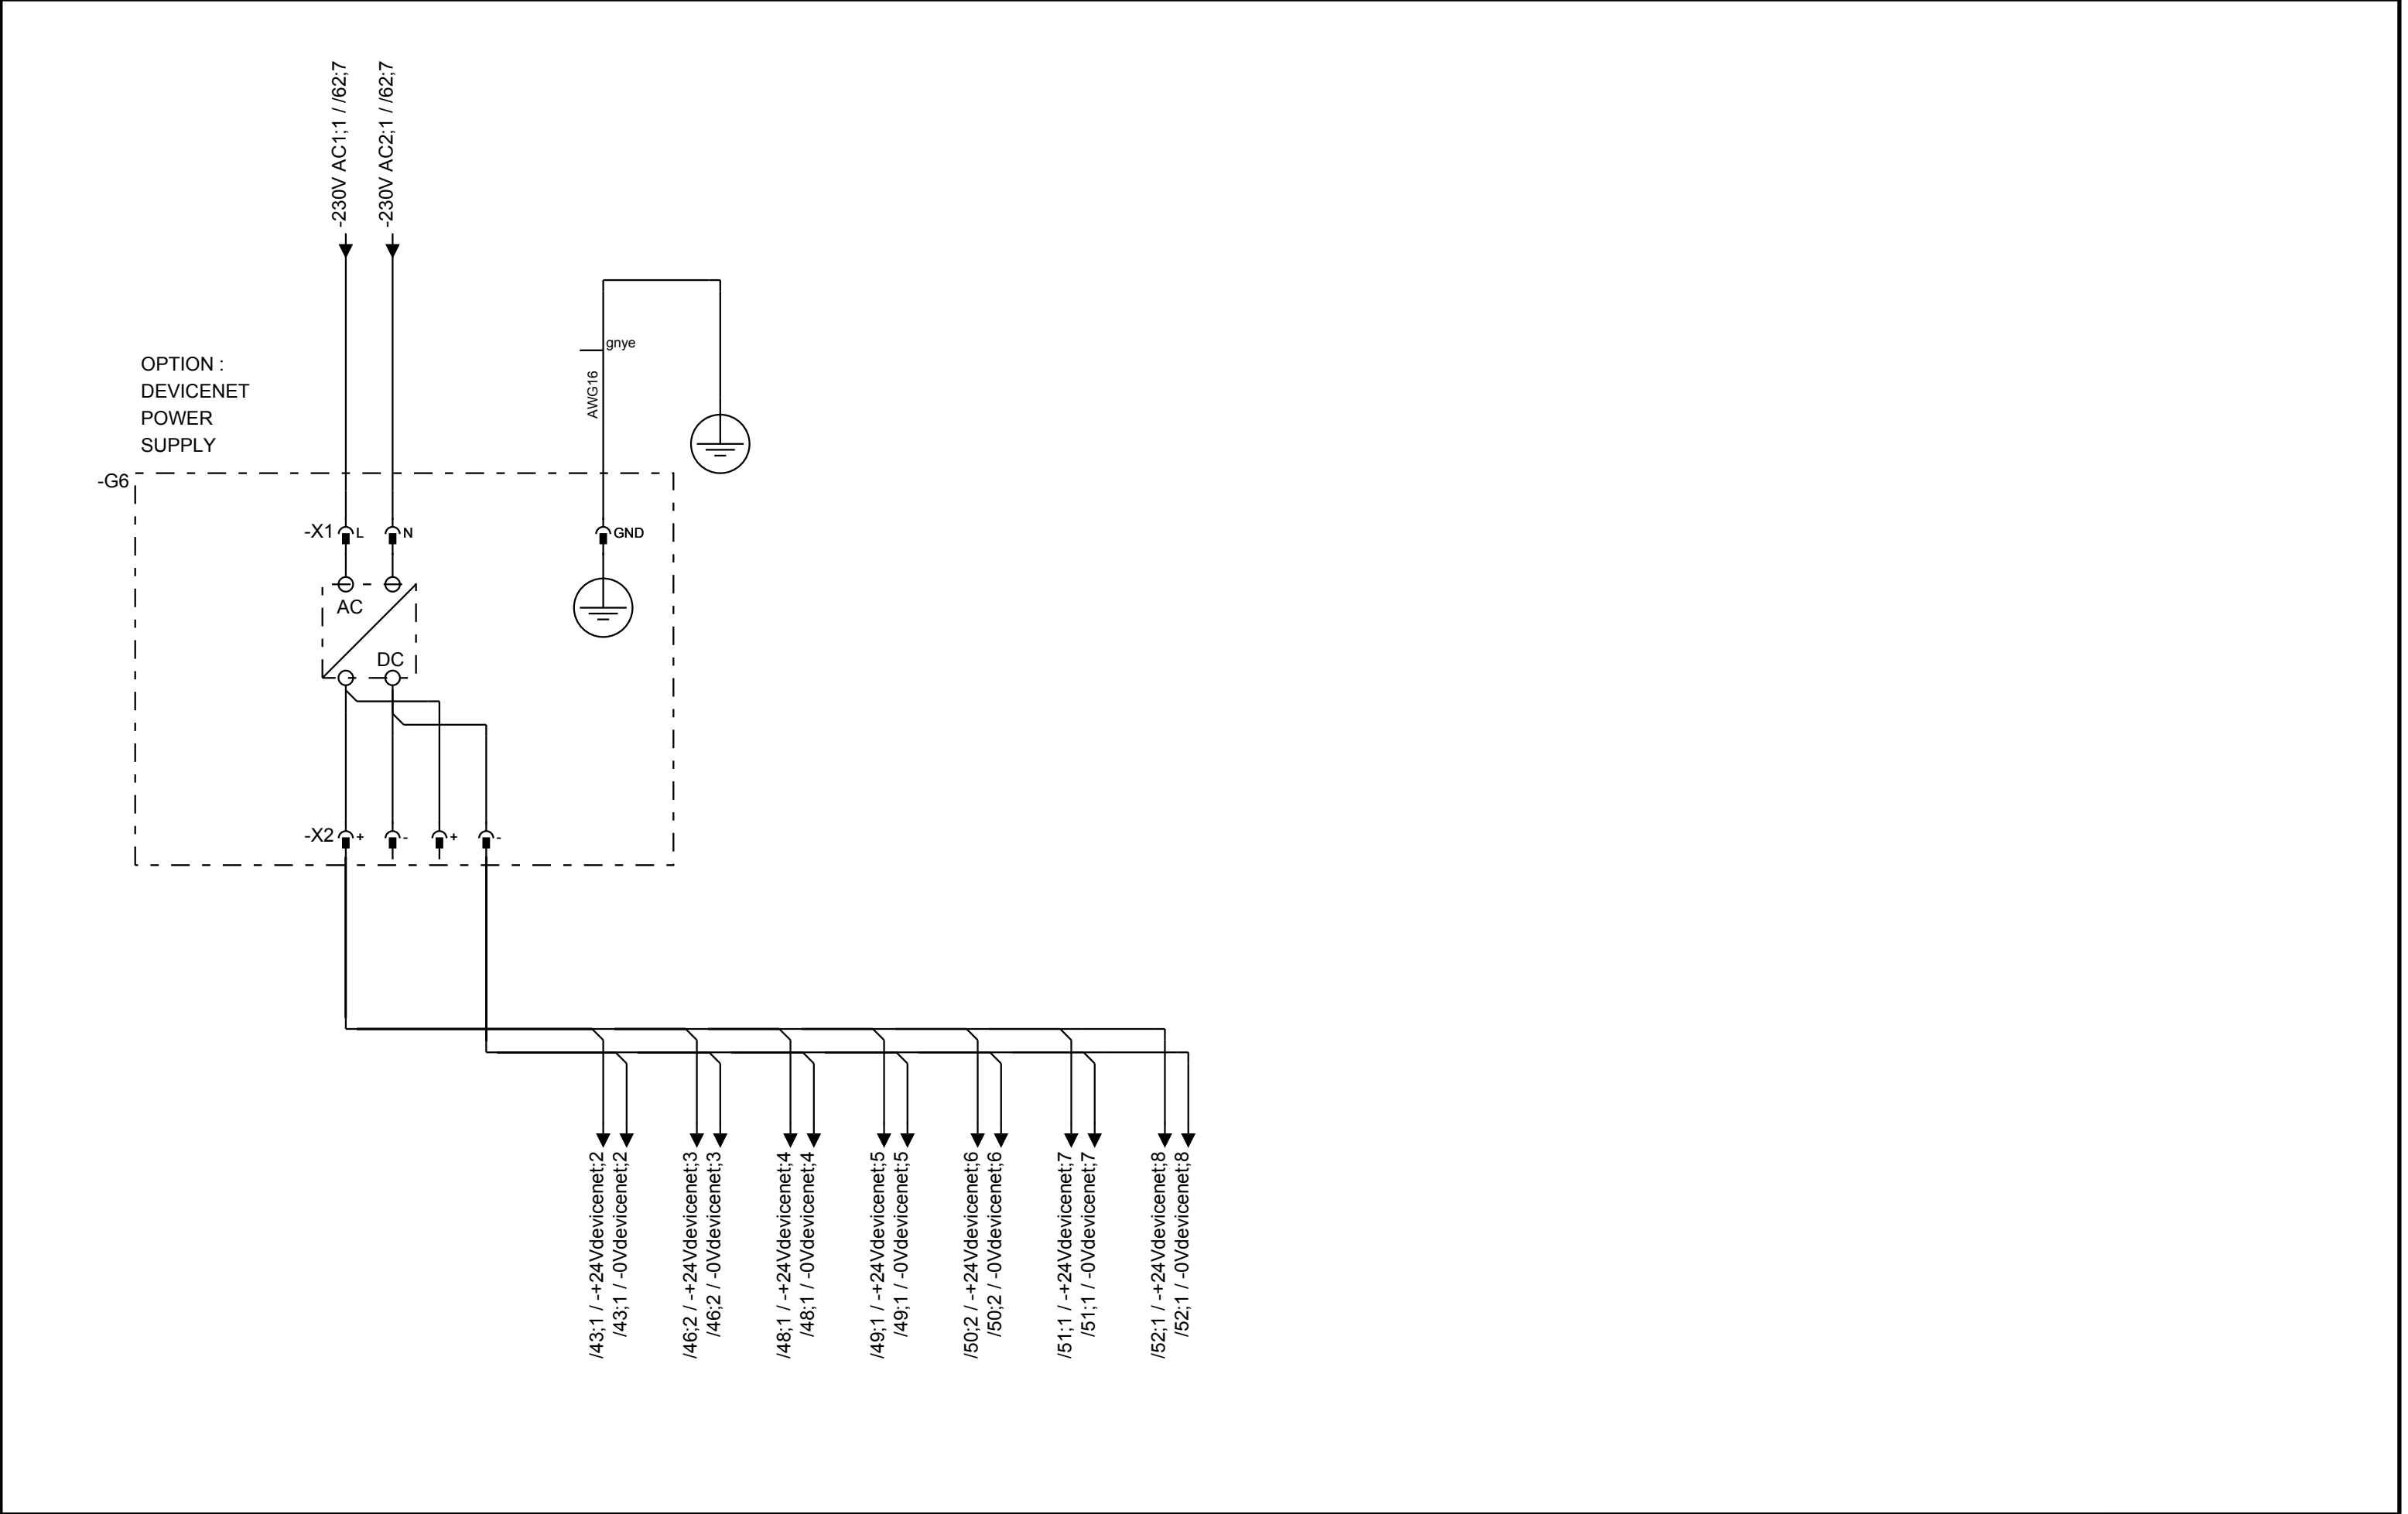 -230V AC1;1 / /62;7
-230V AC2;1 / /62;7
gnye
AWG16
OPTION :
DEVICENET
POWER
SUPPLY
-G6
-X1
L
N
GND
AC
DC
-X2
+
-
+
-
/43;1 / -+24Vdevicenet;2
/43;1 / -0Vdevicenet;2
/46;2 / -+24Vdevicenet;3
/46;2 / -0Vdevicenet;3
/48;1 / -+24Vdevicenet;4
/48;1 / -0Vdevicenet;4
/49;1 / -+24Vdevicenet;5
/49;1 / -0Vdevicenet;5
/50;2 / -+24Vdevicenet;6
/50;2 / -0Vdevicenet;6
/51;1 / -+24Vdevicenet;7
/51;1 / -0Vdevicenet;7
/52;1 / -+24Vdevicenet;8
/52;1 / -0Vdevicenet;8